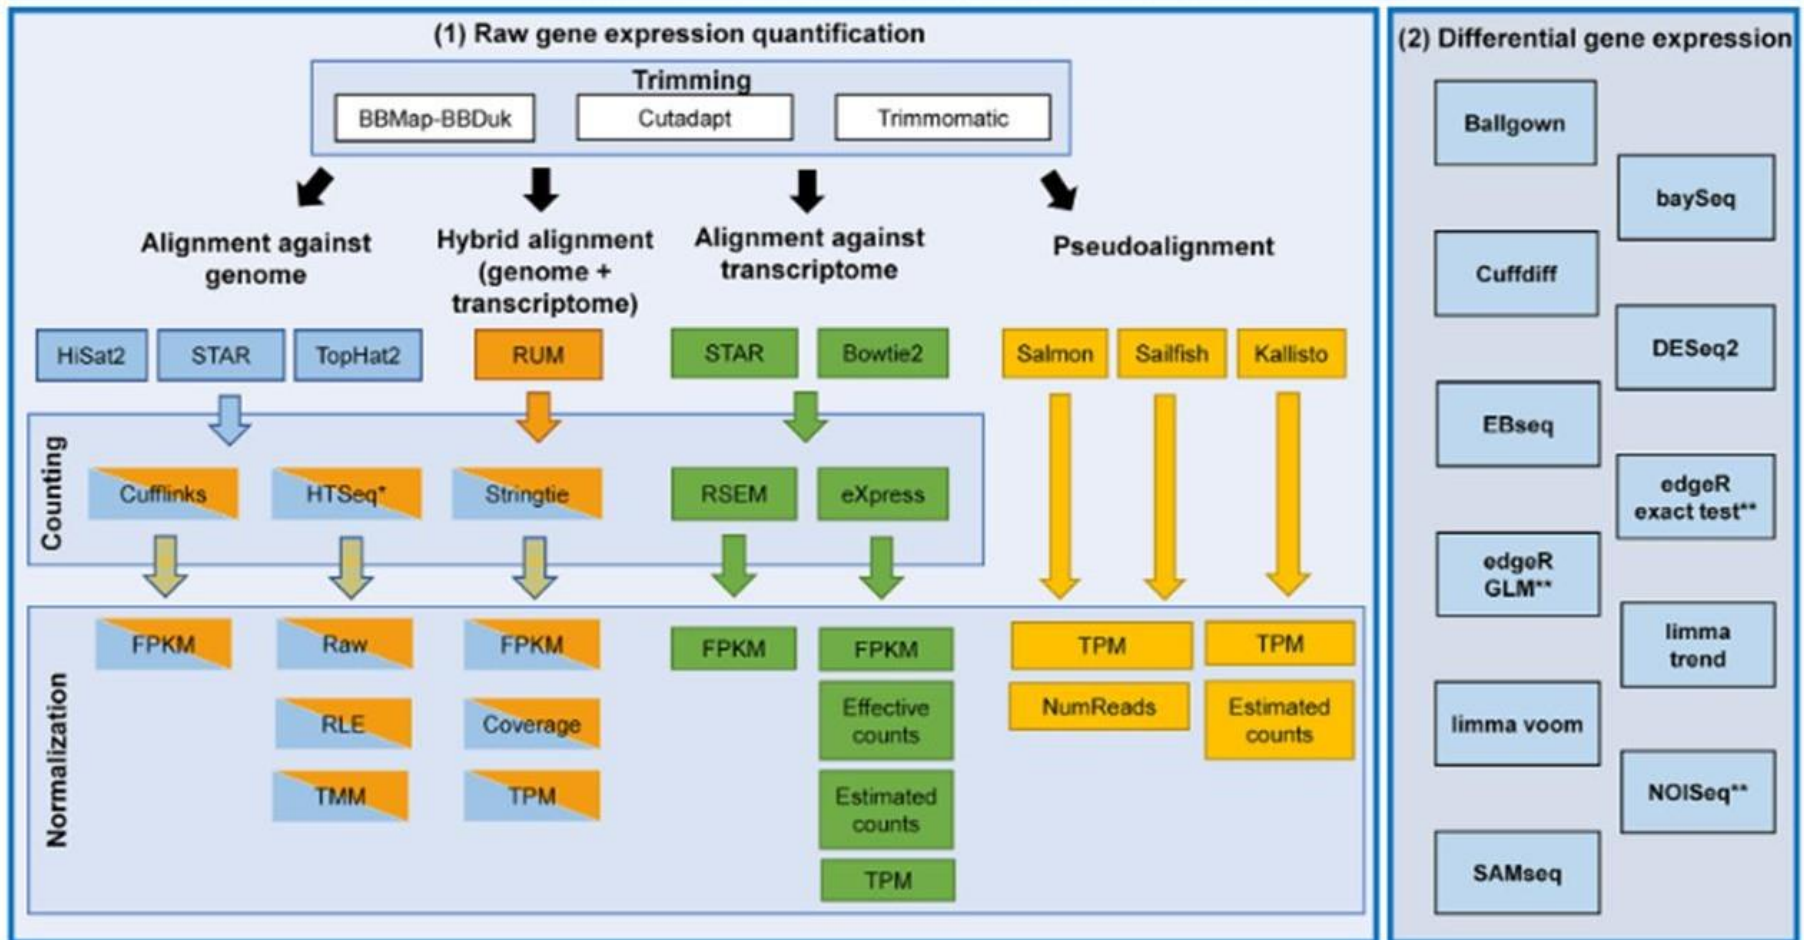 (1) Raw gene expression quantification
Trimming
BBMap-BBDuk
Cutadapt
Trimmomatic
Alignment against
genome
Hybrid alignment
(genome +
transcriptome)
Alignment against
transcriptome
Pseudoalignment
HiSat2
STAR
TopHat2
RUM
STAR
Bowtie2
Salmon
Sailfish
Kallisto
Counting
Cufflinks
HTSeq*
Stringtie
RSEM
eXpress
Normalization
FPKM
Raw
RLE
TMM
FPKM
Coverage
TPM
FPKM
FPKM
Effective
counts
Estimated
counts
TPM
TPM
NumReads
TPM
Estimated
counts
(2) Differential gene expression
Ballgown
baySeq
Cuffdiff
DESeq2
EBseq
edgeR
exact test**
edgeR
GLM**
limma
trend
limma voom
NOISeq**
SAMseq